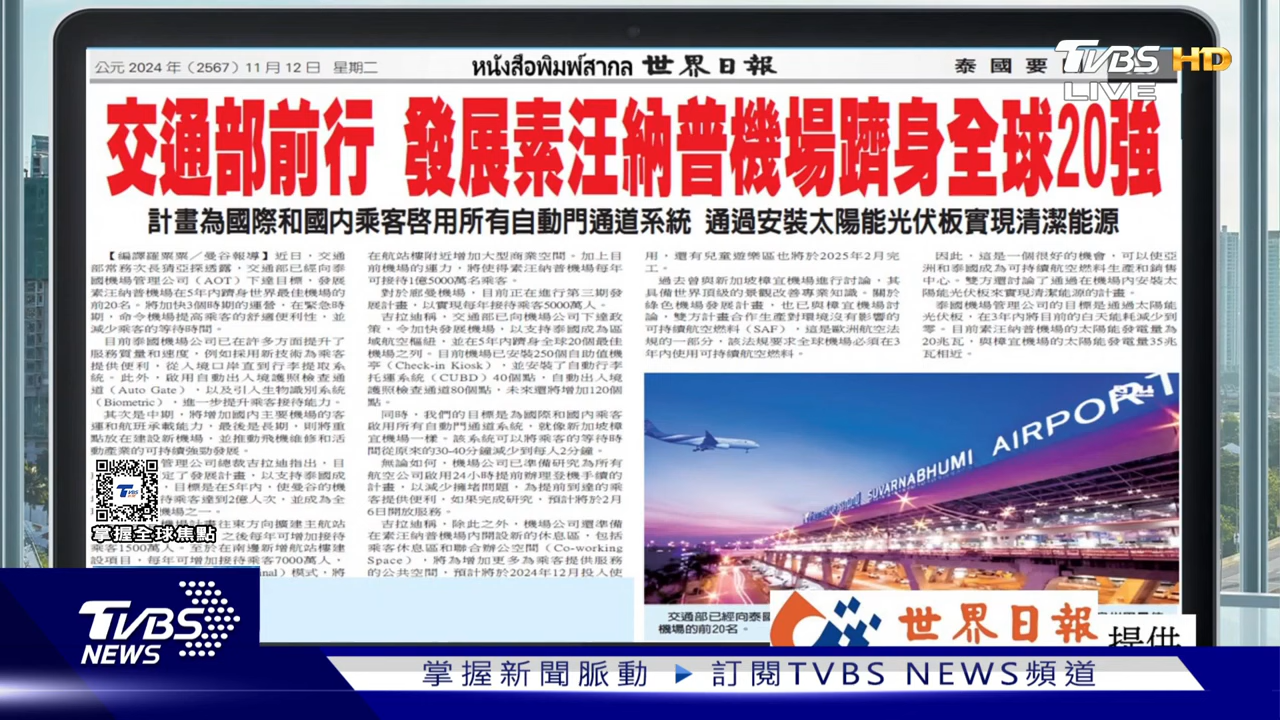 公元 2024 年（2567）11 月 12 日 星期二
หนังสือพิมพ์สากล 世界日報
泰國要
TVBS HD
LIVE
交通部前行 發展素汪納普機場躋身全球20強
計畫為國際和國內乘客啓用所有自動門通道系統 通過安裝太陽能光伏板實現清潔能源
【編譯羅票票／曼谷報導】近日，交通
部常務次長猜亞探透露，交通部已經向泰
國機場管理公司（AOT）下達目標，發展
素汪納普機場在5年內躋身世界最佳機場的
前20名。將加快3個時期的運營，在緊急時
期，命令機場提高乘客的舒適便利性，並
減少乘客的等待時間。
目前泰國機場公司已在許多方面提升了
服務質量和速度，例如採用新技術為乘客
提供便利，從入境口岸直到行李提取系
統。此外，啟用自動出入境護照檢查通
道（Auto Gate），以及引入生物識別系統
（Biometric），進一步提升乘客接待能力。
其次是中期，將增加國內主要機場的客
運和航班承載能力，最後是長期，則將重
點放在建設新機場，並推動飛機維修和活
動產業的可持續強勁發展。
管理公司總裁吉拉迪指出，目
定了發展計畫，以支持泰國成
，目標是在5年內，使曼谷的機
待乘客達到2億人次，並成為全
機場之一。
機場計畫往東方向擴建主航站
之後每年可增加接待
乘客1500萬人。至於在南邊新增航站樓建
設項目，每年可增加接待乘客7000萬人，
nal）模式，將
在航站樓附近增加大型商業空間。加上目
前機場的運力，將使得素汪納普機場每年
可接待1億5000萬名乘客。
對於廊曼機場，目前正在進行第三期發
展計畫，以實現每年接待乘客5000萬人。
吉拉迪稱，交通部已向機場公司下達政
策，令加快發展機場，以支持泰國成為區
域航空樞紐，並在5年內躋身全球20個最佳
機場之列。目前機場已安裝250個自助值機
亭（Check-in Kiosk），並安裝了自動行李
托運系統（CUBD）40個點，自動出入境
護照檢查通道80個點，未來還將增加120個
點。
同時，我們的目標是為國際和國內乘客
啟用所有自動門通道系統，就像新加坡樟
宜機場一樣。該系統可以將乘客的等待時
間從原來的30-40分鐘減少到每人2分鐘。
無論如何，機場公司已準備研究為所有
航空公司啟用24小時提前辦理登機手續的
計畫，以減少擁堵問題，為提前到達的乘
客提供便利，如果完成研究，預計將於2月
6日開放服務。
吉拉迪稱，除此之外，機場公司還準備
在素汪納普機場內開設新的休息區，包括
乘客休息區和聯合辦公空間（Co-working
Space），將為增加更多為乘客提供服務
的公共空間，預計將於2024年12月投入使
用，還有兒童遊樂區也將於2025年2月完
工。
過去曾與新加坡樟宜機場進行討論，其
具備世界頂級的景觀改善專業知識。關於
綠色機場發展計畫，也已與樟宜機場討
論，雙方計畫合作生產對環境沒有影響的
可持續航空燃料（SAF），這是歐洲航空法
規的一部分，該法規要求全球機場必須在3
年內使用可持續航空燃料。
因此，這是一個很好的機會，可以使亞
洲和泰國成為可持續航空燃料生產和銷售
中心。雙方還討論了通過在機場內安裝太
陽能光伏板來實現清潔能源的計畫。
泰國機場管理公司的目標是通過太陽能
光伏板，在3年內將目前的白天能耗減少到
零。目前素汪納普機場的太陽能發電量為
20兆瓦，與樟宜機場的太陽能發電量35兆
瓦相近。
SUVARNABHUMI AIRPORT
交通部已經向泰國
機場的前20名。
TVBS
掌握全球焦點
世界日報 提供
TVBS
NEWS
掌握新聞脈動 ▶ 訂閱TVBS NEWS頻道